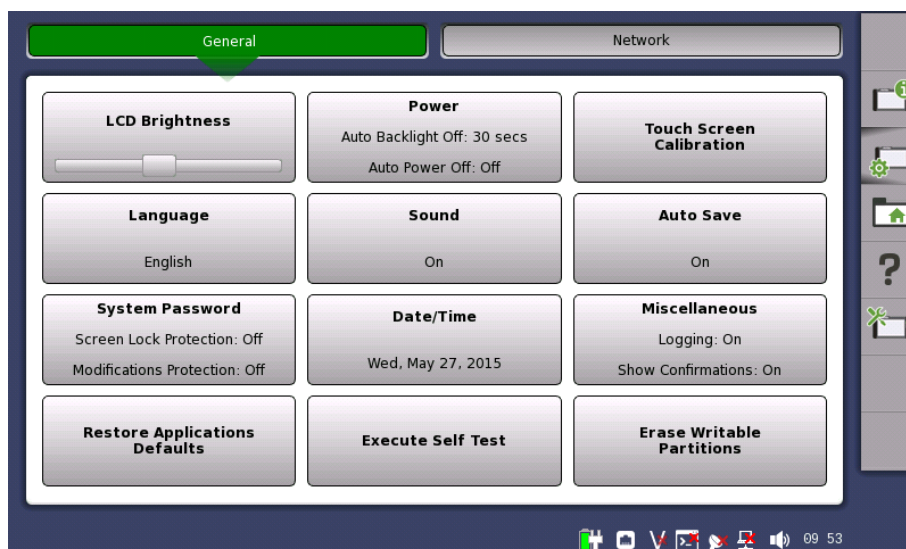 General
Network
LCD Brightness
Power
Auto Backlight Off: 30 secs
Auto Power Off: Off
Touch Screen
Calibration
Language
English
Sound
On
Auto Save
On
System Password
Screen Lock Protection: Off
Modifications Protection: Off
Date/Time
Wed, May 27, 2015
Miscellaneous
Logging: On
Show Confirmations: On
Restore Applications
Defaults
Execute Self Test
Erase Writable
Partitions
?
09 53